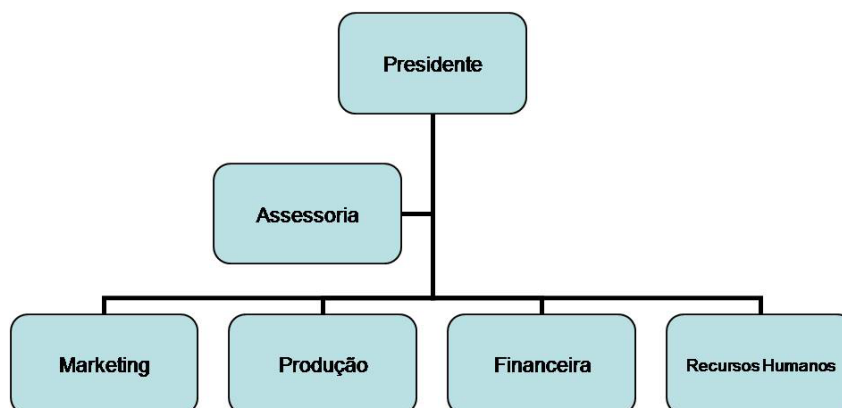 Presidente
Assessoria
Marketing
Produção
Financeira
Recursos Humanos